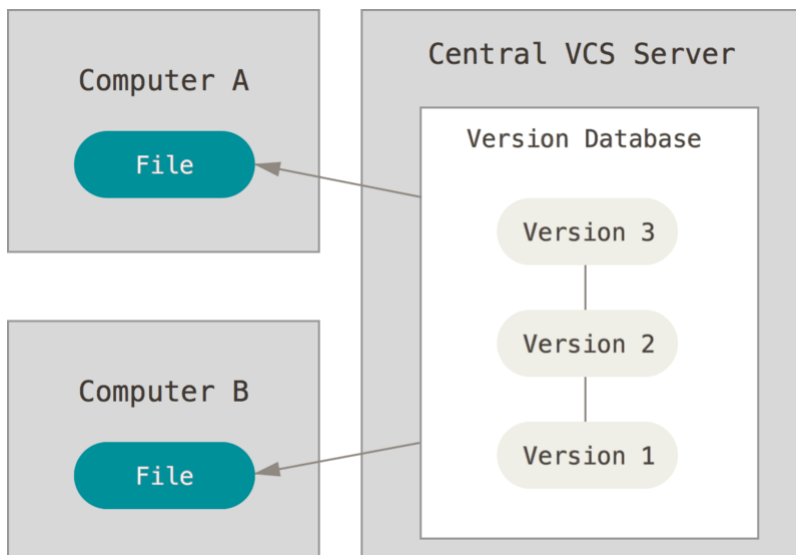 Computer A
File
Computer B
File
Central VCS Server
Version Database
Version 3
Version 2
Version 1